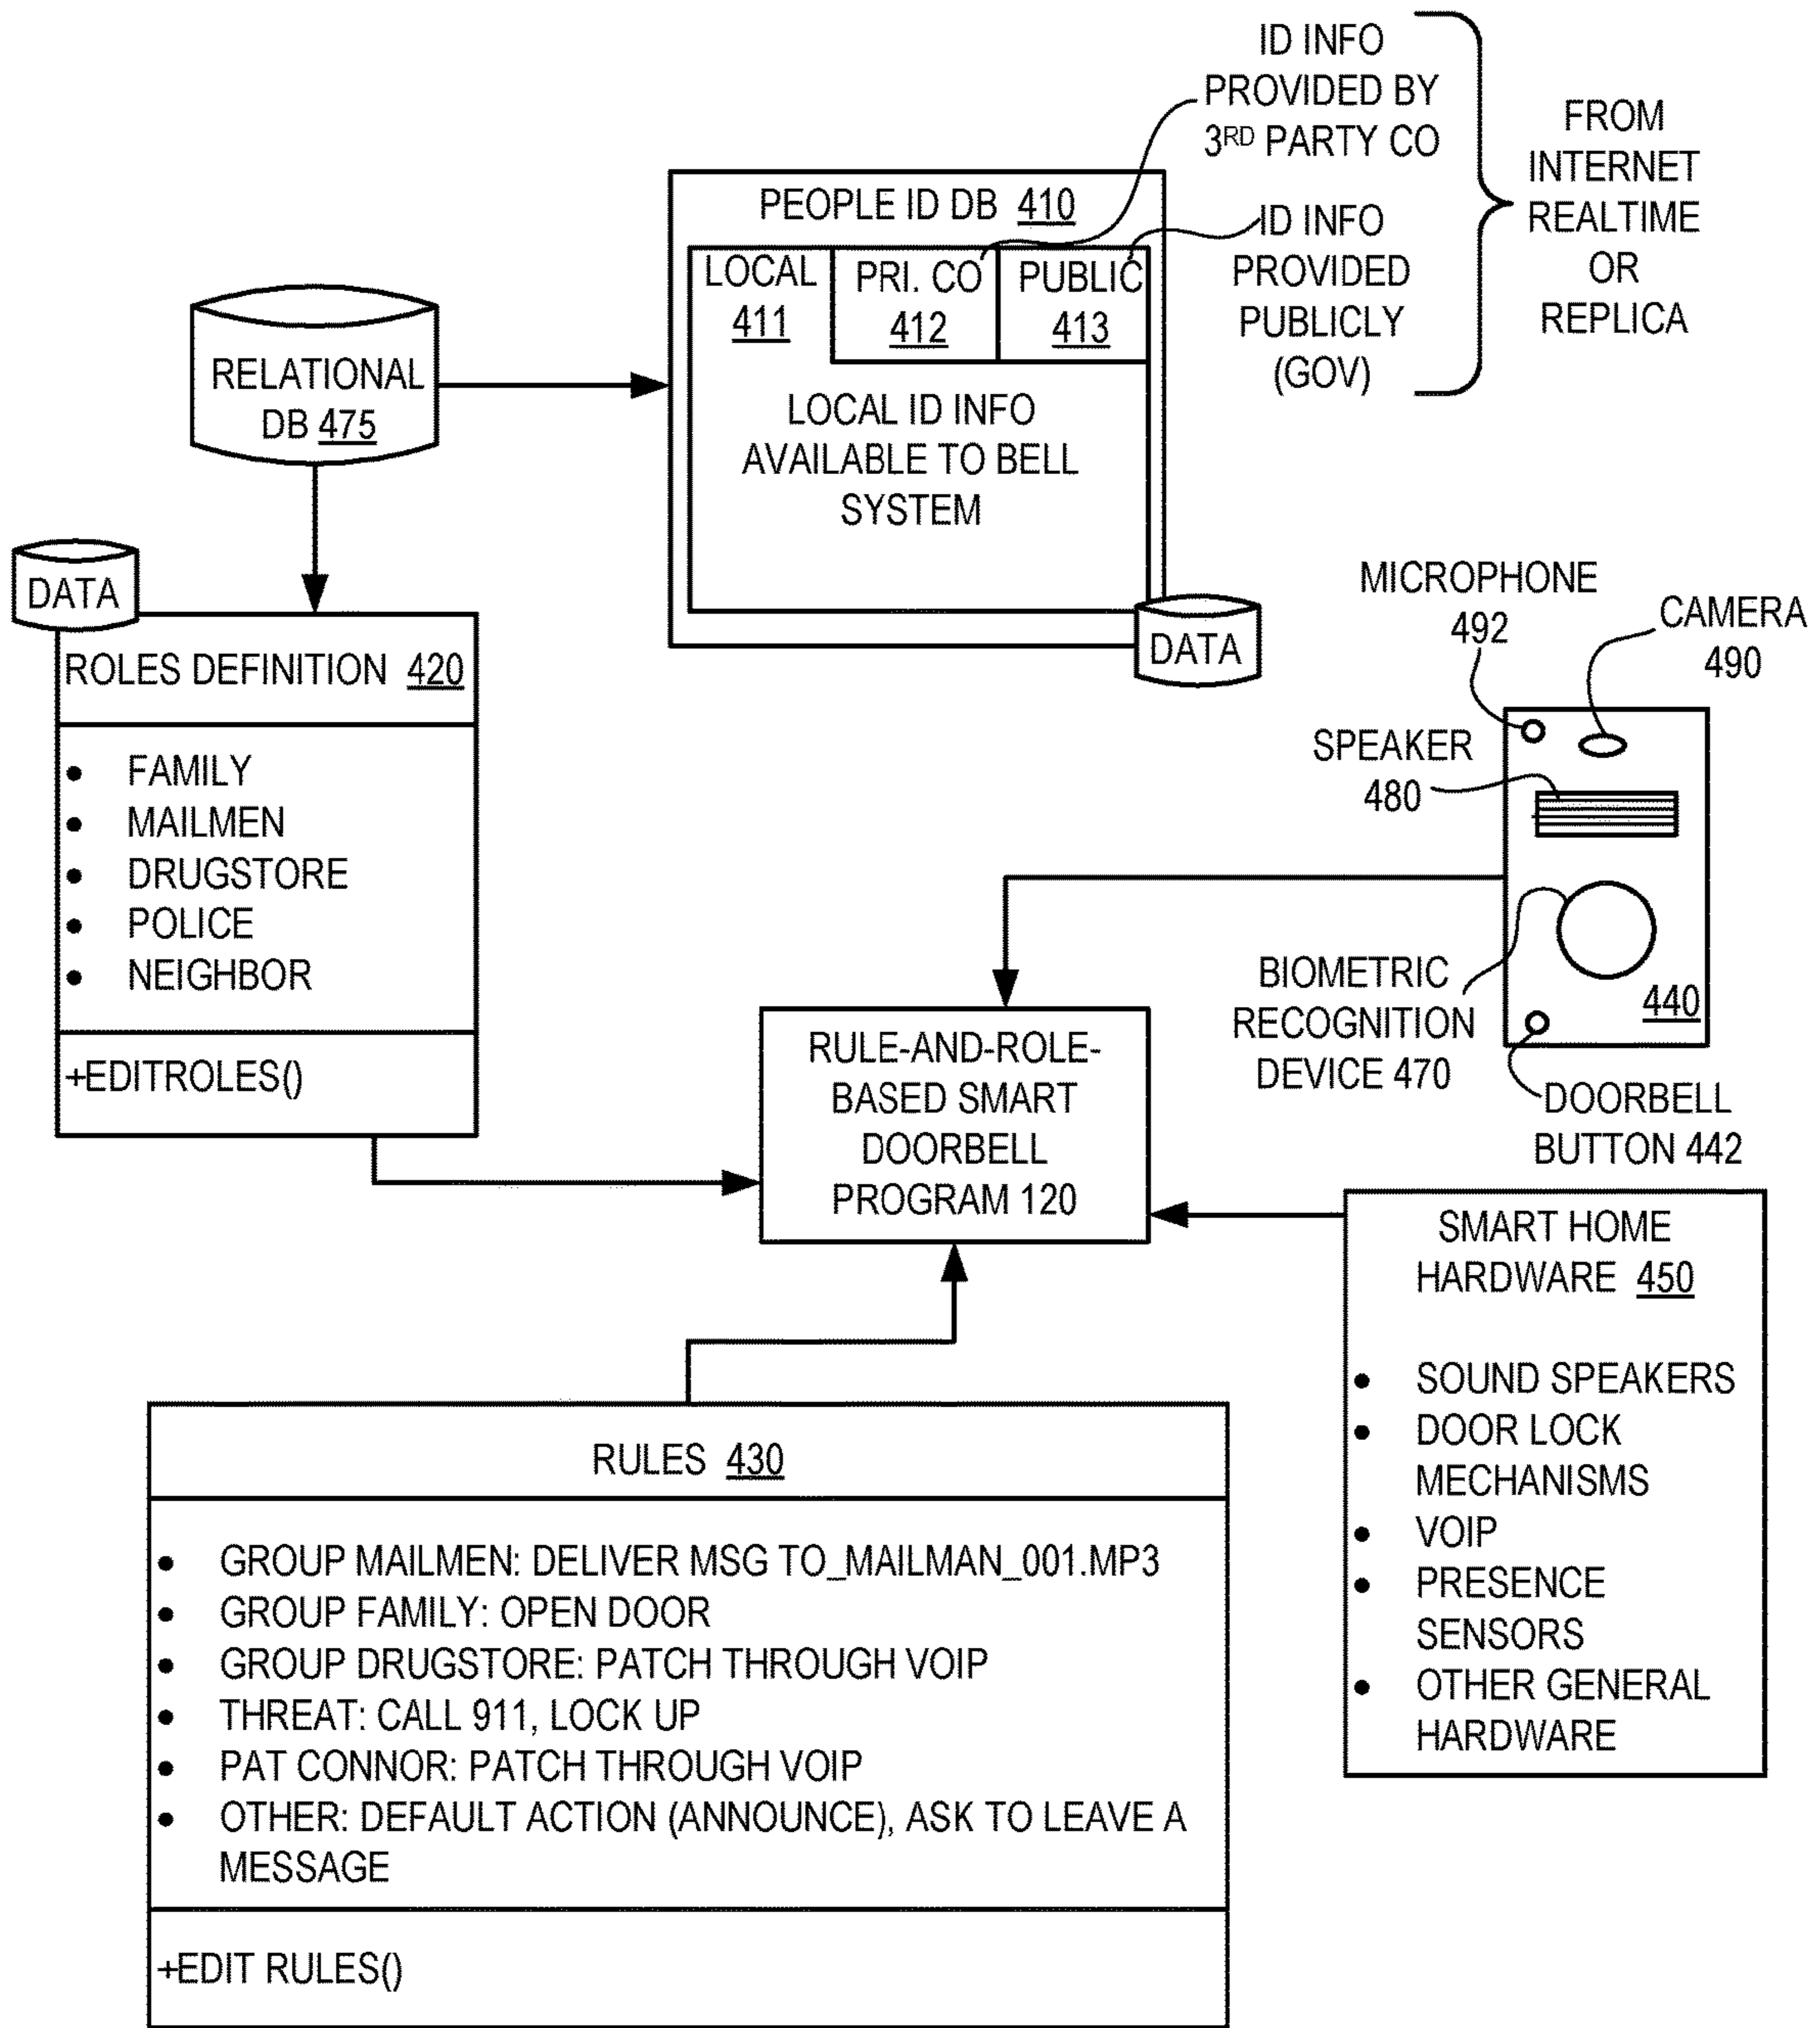 ID INFO
PROVIDED BY
3RD PARTY CO
FROM
INTERNET
REALTIME
OR
REPLICA
PEOPLE ID DB 410
ID INFO
PROVIDED
PUBLICLY
(GOV)
LOCAL
411
PRI. CO
412
PUBLIC
413
LOCAL ID INFO
AVAILABLE TO BELL
SYSTEM
DATA
RELATIONAL
DB 475
DATA
ROLES DEFINITION 420
• FAMILY
• MAILMEN
• DRUGSTORE
• POLICE
• NEIGHBOR
+EDITROLES()
MICROPHONE
492
CAMERA
490
SPEAKER
480
BIOMETRIC
RECOGNITION
DEVICE 470
440
DOORBELL
BUTTON 442
RULE-AND-ROLE-
BASED SMART
DOORBELL
PROGRAM 120
SMART HOME
HARDWARE 450
• SOUND SPEAKERS
• DOOR LOCK
MECHANISMS
• VOIP
• PRESENCE
SENSORS
• OTHER GENERAL
HARDWARE
RULES 430
• GROUP MAILMEN: DELIVER MSG TO_MAILMAN_001.MP3
• GROUP FAMILY: OPEN DOOR
• GROUP DRUGSTORE: PATCH THROUGH VOIP
• THREAT: CALL 911, LOCK UP
• PAT CONNOR: PATCH THROUGH VOIP
• OTHER: DEFAULT ACTION (ANNOUNCE), ASK TO LEAVE A
MESSAGE
+EDIT RULES()